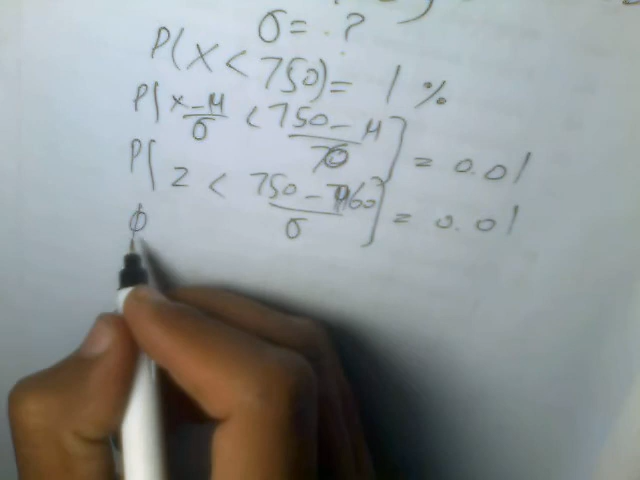 σ = ?
P(X < 750) = 1 %
P[X - μ / σ < 750 - μ / σ] = 0.01
P[Z < 750 - 760 / σ] = 0.01
φ